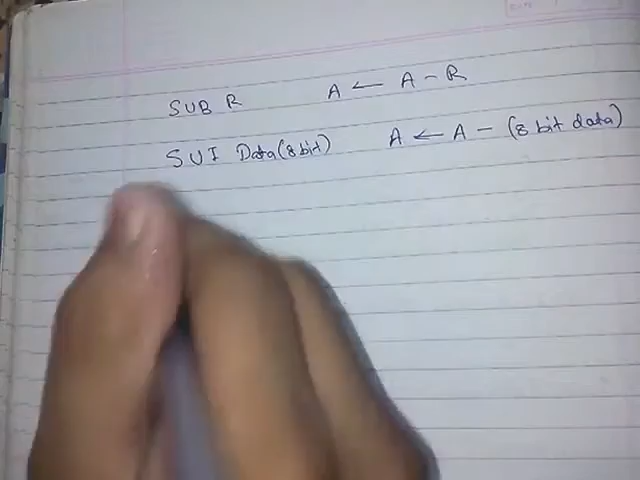 SUB R A ← A - R
SUI Data(8 bit) A ← A - (8 bit data)